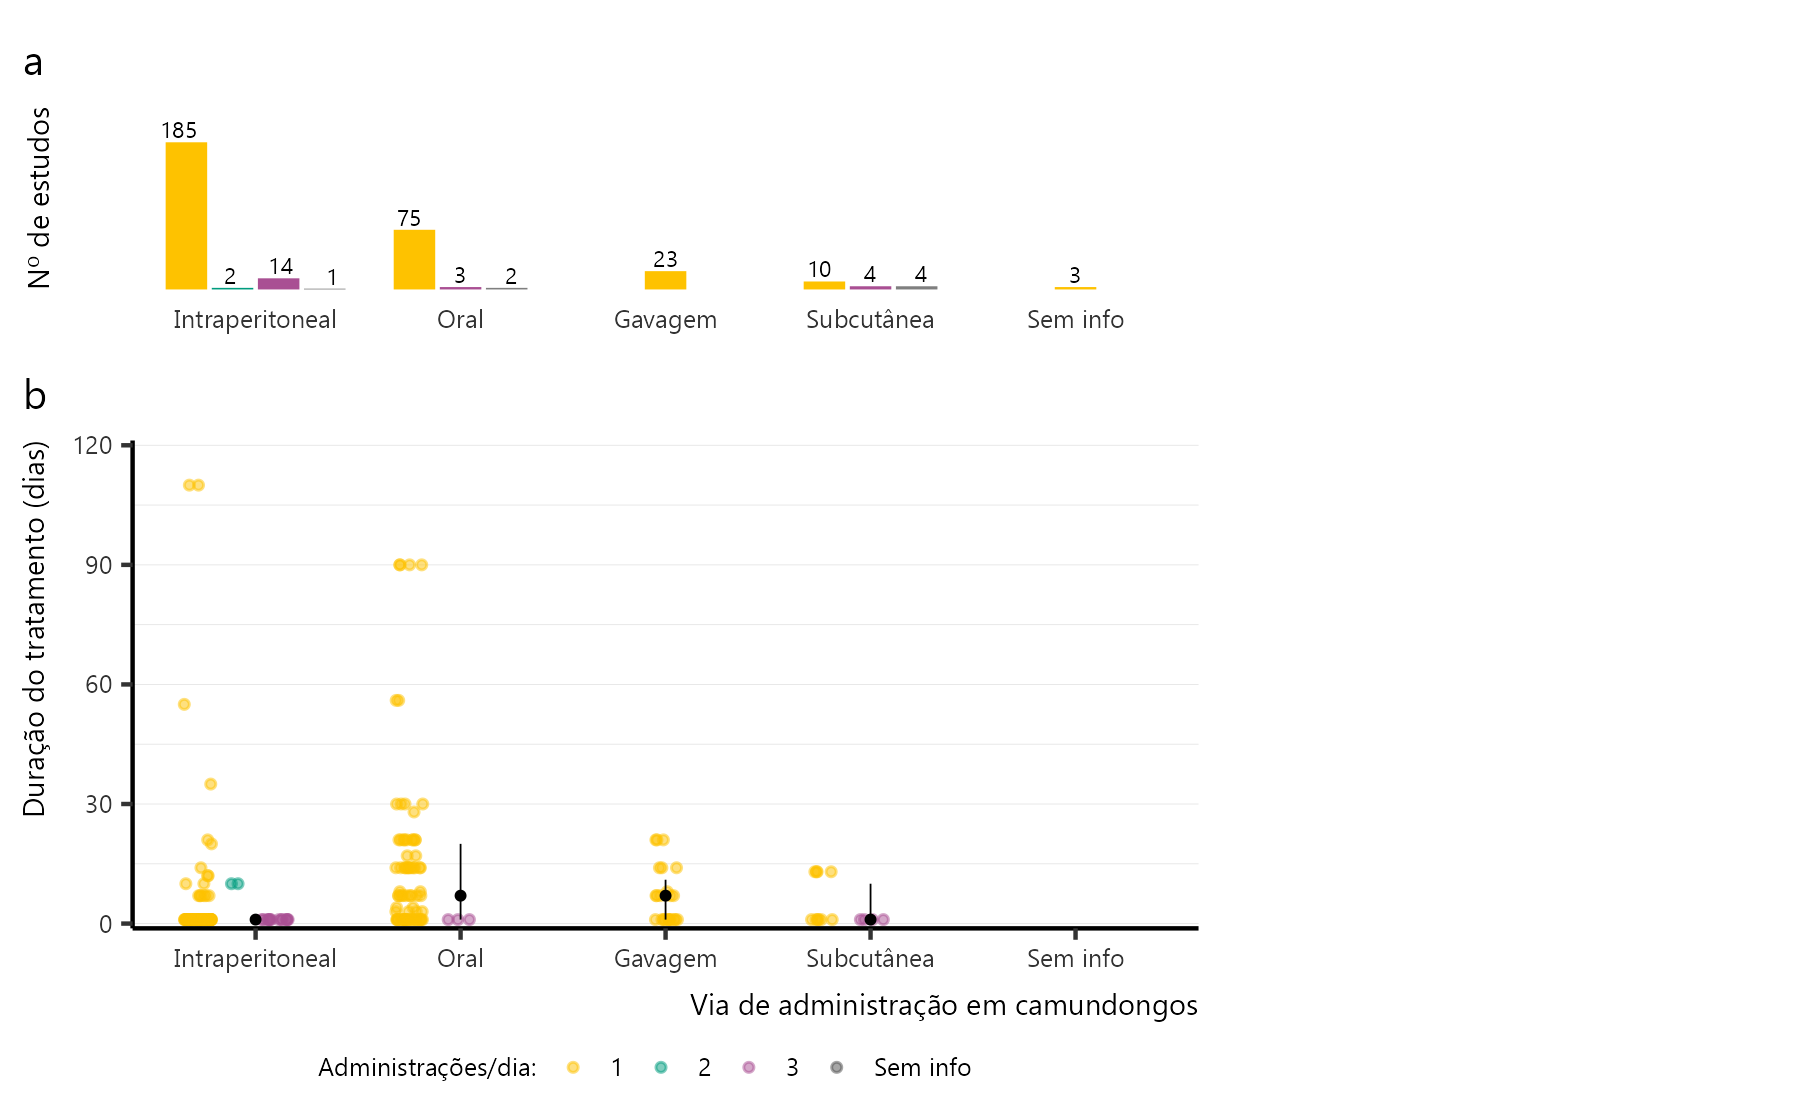 a
Nº de estudos
185
2
14
1
75
3
2
23
10
4
4
3
Intraperitoneal
Oral
Gavagem
Subcutânea
Sem info
b
Duração do tratamento (dias)
120
90
60
30
0
Intraperitoneal
Oral
Gavagem
Subcutânea
Sem info
Via de administração em camundongos
Administrações/dia: 1 2 3 Sem info